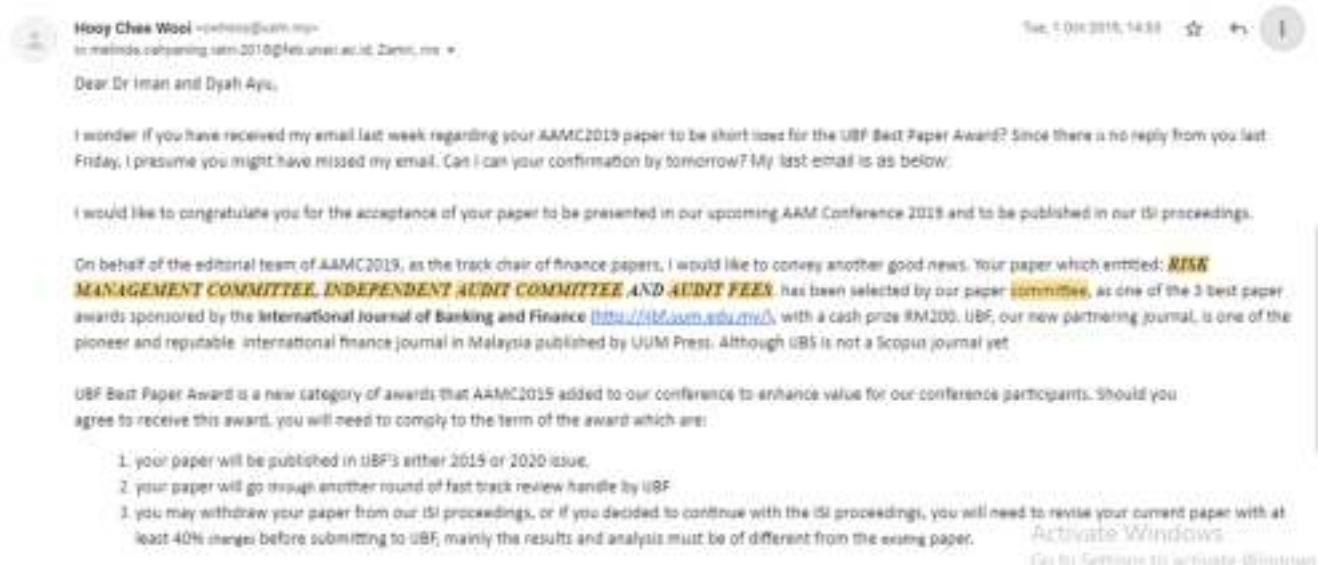 Hooy Chee Wooi
Tue, 1 Oct 2019, 14:53
to
Dear Dr Iman and Dyah Ayu,
I wonder if you have received my email last week regarding your AAMC2019 paper to be short listed for the IJBF Best Paper Award? Since there is no reply from you last
Friday, I presume you might have missed my email. Can I can your confirmation by tomorrow? My last email is as below:
I would like to congratulate you for the acceptance of your paper to be presented in our upcoming AAM Conference 2019 and to be published in our ISI proceedings.
On behalf of the editorial team of AAMC2019, as the track chair of finance papers, I would like to convey another good news. Your paper which entitled: RISK
MANAGEMENT COMMITTEE, INDEPENDENT AUDIT COMMITTEE AND AUDIT FEES has been selected by our paper committee, as one of the 3 best paper
awards sponsored by the International Journal of Banking and Finance (http://ijbf.uum.edu.my/), with a cash prize RM200. IJBF, our new partnering journal, is one of the
pioneer and reputable international finance journal in Malaysia published by UUM Press. Although IJBS is not a Scopus journal yet
IJBF Best Paper Award is a new category of awards that AAMC2019 added to our conference to enhance value for our conference participants. Should you
agree to receive this award, you will need to comply to the term of the award which are:
1. your paper will be published in IJBF's either 2019 or 2020 issue,
2. your paper will go through another round of fast track review handle by IJBF
3. you may withdraw your paper from our ISI proceedings, or if you decided to continue with the ISI proceedings, you will need to revise your current paper with at
least 40% changes before submitting to IJBF, mainly the results and analysis must be of different from the existing paper.
Activate Windows
Go to Settings to activate Windows